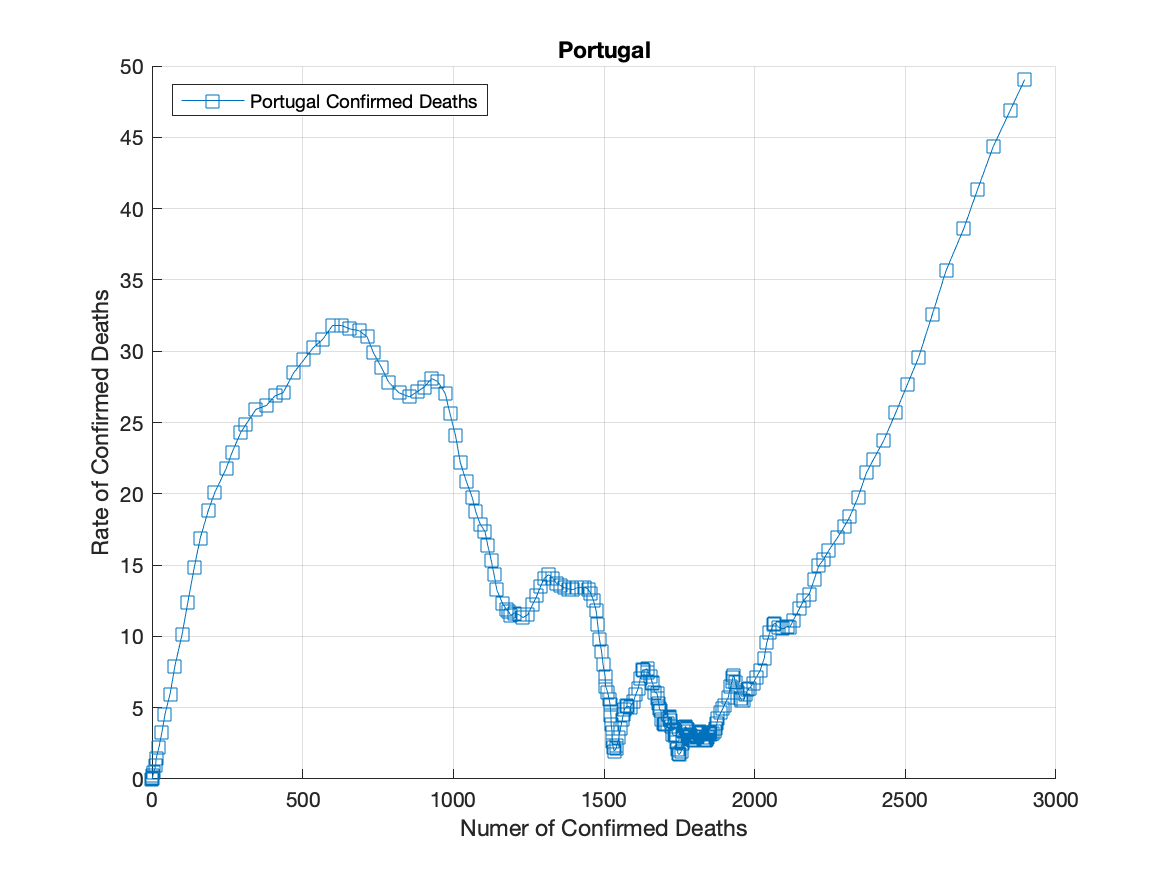 Portugal
Portugal Confirmed Deaths
50
45
40
35
30
25
20
15
10
5
0
Rate of Confirmed Deaths
0 500 1000 1500 2000 2500 3000
Numer of Confirmed Deaths